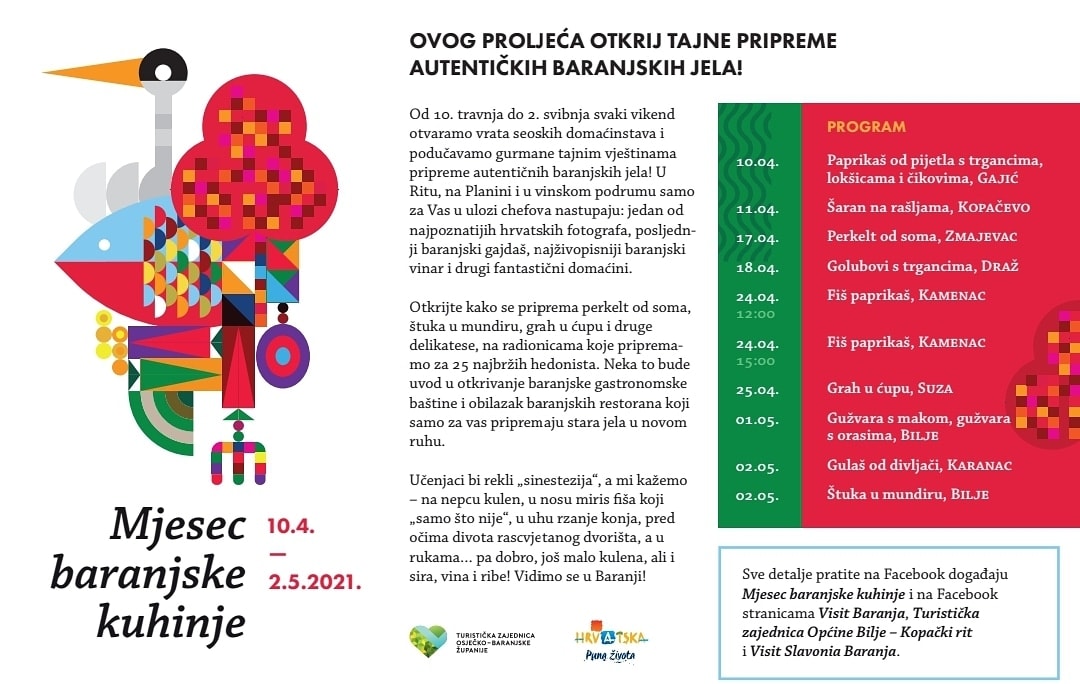 OVOG PROLJEĆA OTKRIJ TAJNE PRIPREME
AUTENTIČKIH BARANJSKIH JELA!
Od 10. travnja do 2. svibnja svaki vikend
otvaramo vrata seoskih domaćinstava i
podučavamo gurmane tajnim vještinama
pripreme autentičnih baranjskih jela! U
Ritu, na Planini i u vinskom podrumu samo
za Vas u ulozi chefova nastupaju: jedan od
najpoznatijih hrvatskih fotografa, posljedn-
ji baranjski gajdaš, najživopisniji baranjski
vinar i drugi fantastični domaćini.
Otkrijte kako se priprema perkelt od soma,
štuka u mundiru, grah u ćupu i druge
delikatese, na radionicama koje priprema-
mo za 25 najbržih hedonista. Neka to bude
uvod u otkrivanje baranjske gastronomske
baštine i obilazak baranjskih restorana koji
samo za vas pripremaju stara jela u novom
ruhu.
Učenjaci bi rekli „sinestezija“, a mi kažemo
– na nepcu kulen, u nosu miris fiša koji
„samo što nije“, u uhu rzanje konja, pred
očima divota rascvjetanog dvorišta, a u
rukama... pa dobro, još malo kulena, ali i
sira, vina i ribe! Vidimo se u Baranji!
PROGRAM
10.04. Paprikaš od pijetla s trgancima,
lokšicama i čikovima, GAJIĆ
11.04. Šaran na rašljama, KOPAČEVO
17.04. Perkelt od soma, ZMAJEVAC
18.04. Golubovi s trgancima, DRAŽ
24.04. Fiš paprikaš, KAMENAC
12:00
24.04. Fiš paprikaš, KAMENAC
15:00
25.04. Grah u ćupu, SUZA
01.05. Gužvara s makom, gužvara
s orasima, BILJE
02.05. Gulaš od divljači, KARANAC
02.05. Štuka u mundiru, BILJE
Mjesec
baranjske
kuhinje
10.4.
—
2.5.2021.
Sve detalje pratite na Facebook događaju
Mjesec baranjske kuhinje i na Facebook
stranicama Visit Baranja, Turistička
zajednica Općine Bilje – Kopački rit
i Visit Slavonia Baranja.
TURISTIČKA ZAJEDNICA
OSJEČKO–BARANJSKE
ŽUPANIJE
HRVATSKA
Puna života